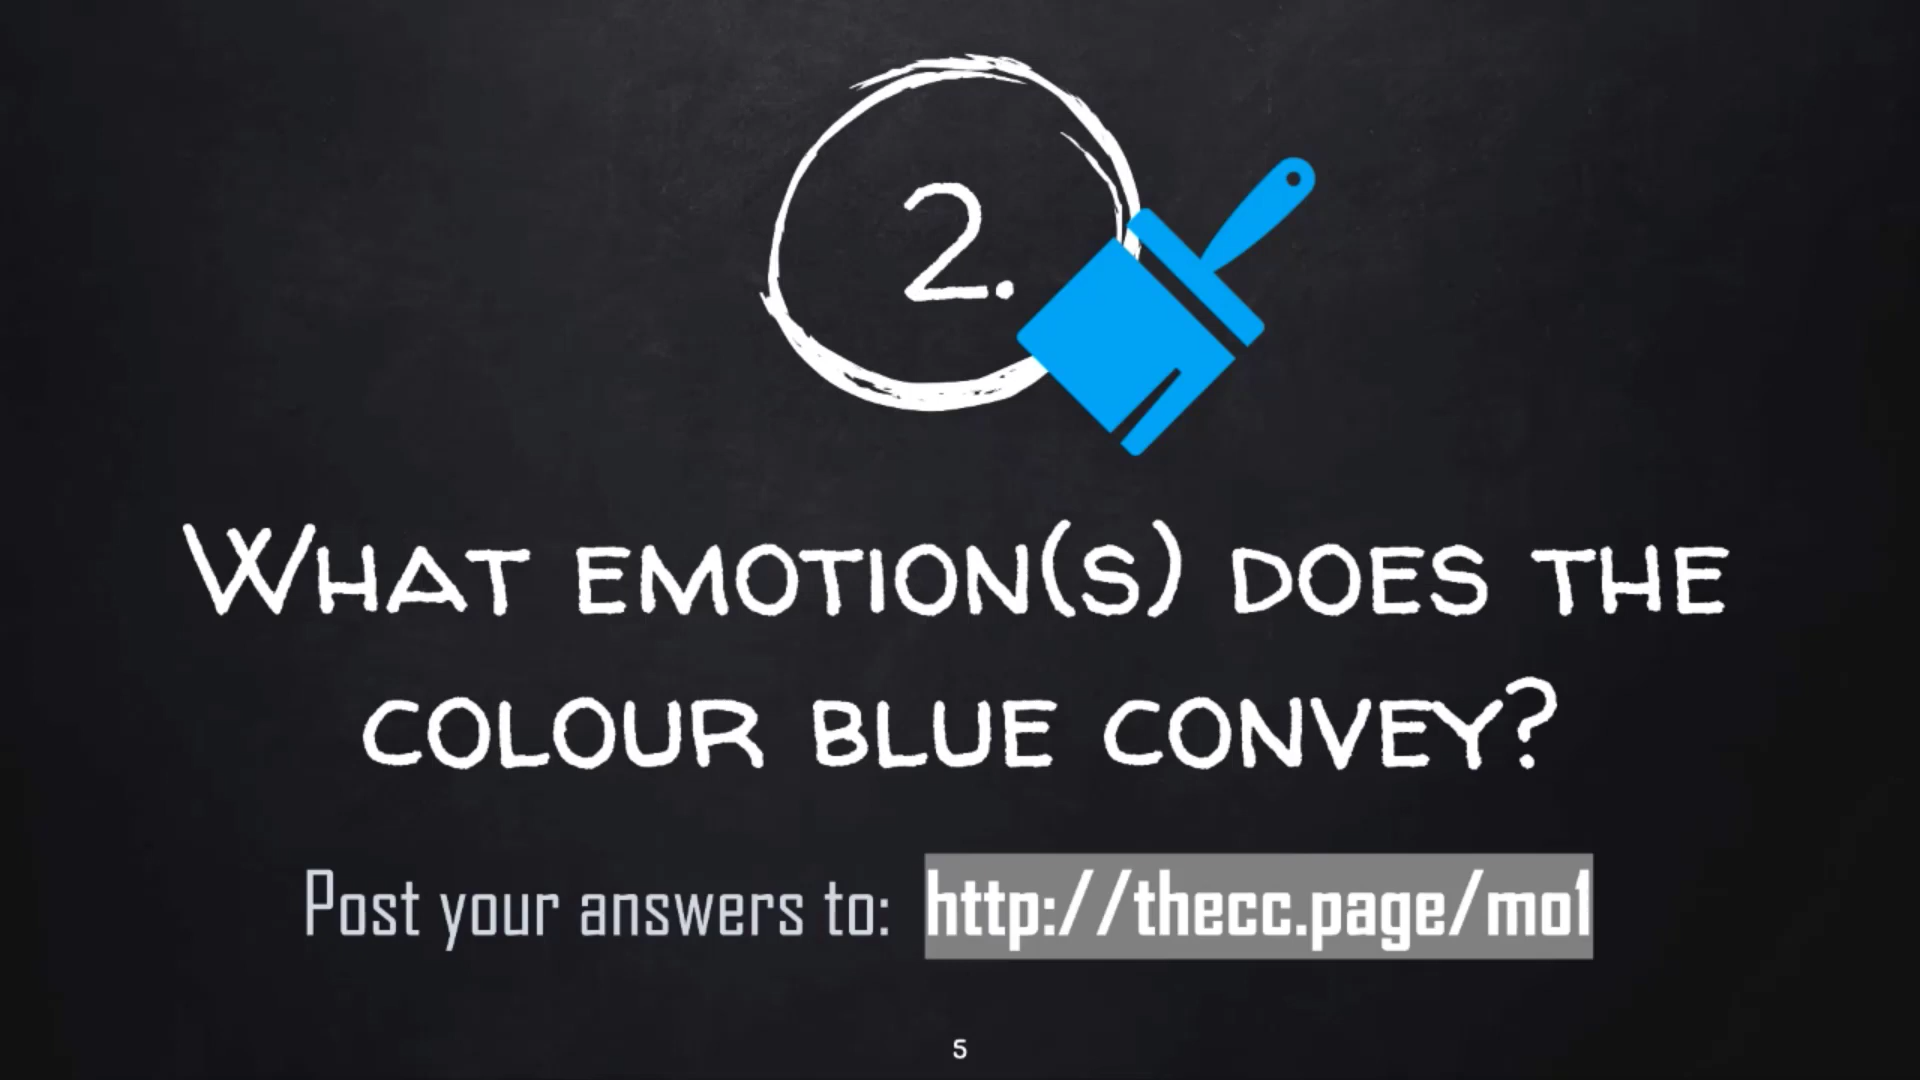 2.
What emotion(s) does the
colour blue convey?
Post your answers to: http://thecc.page/mo1
5